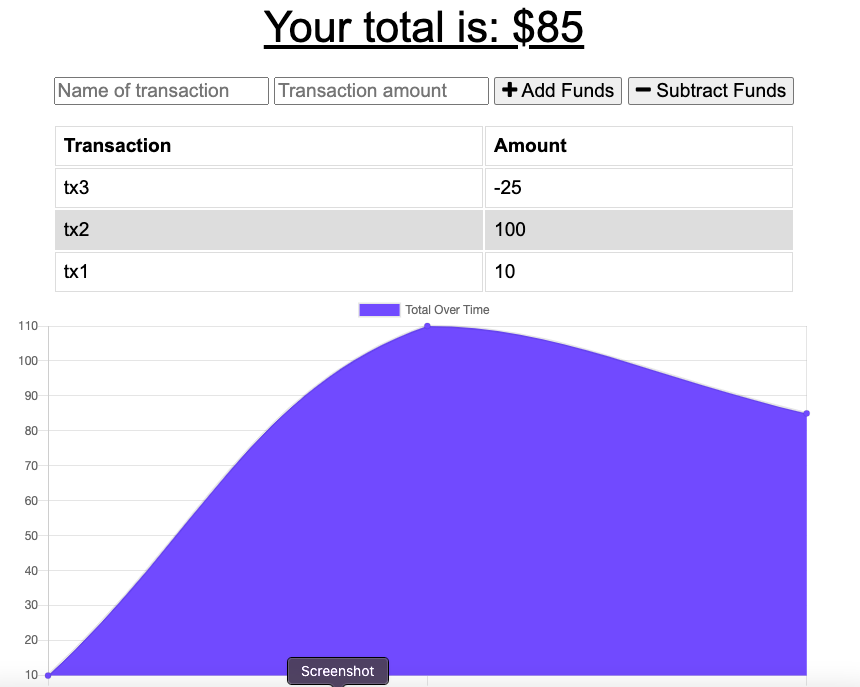 Your total is: $85
Name of transaction Transaction amount + Add Funds − Subtract Funds
Transaction Amount
tx3 -25
tx2 100
tx1 10
Total Over Time
110
100
90
80
70
60
50
40
30
20
10
Screenshot